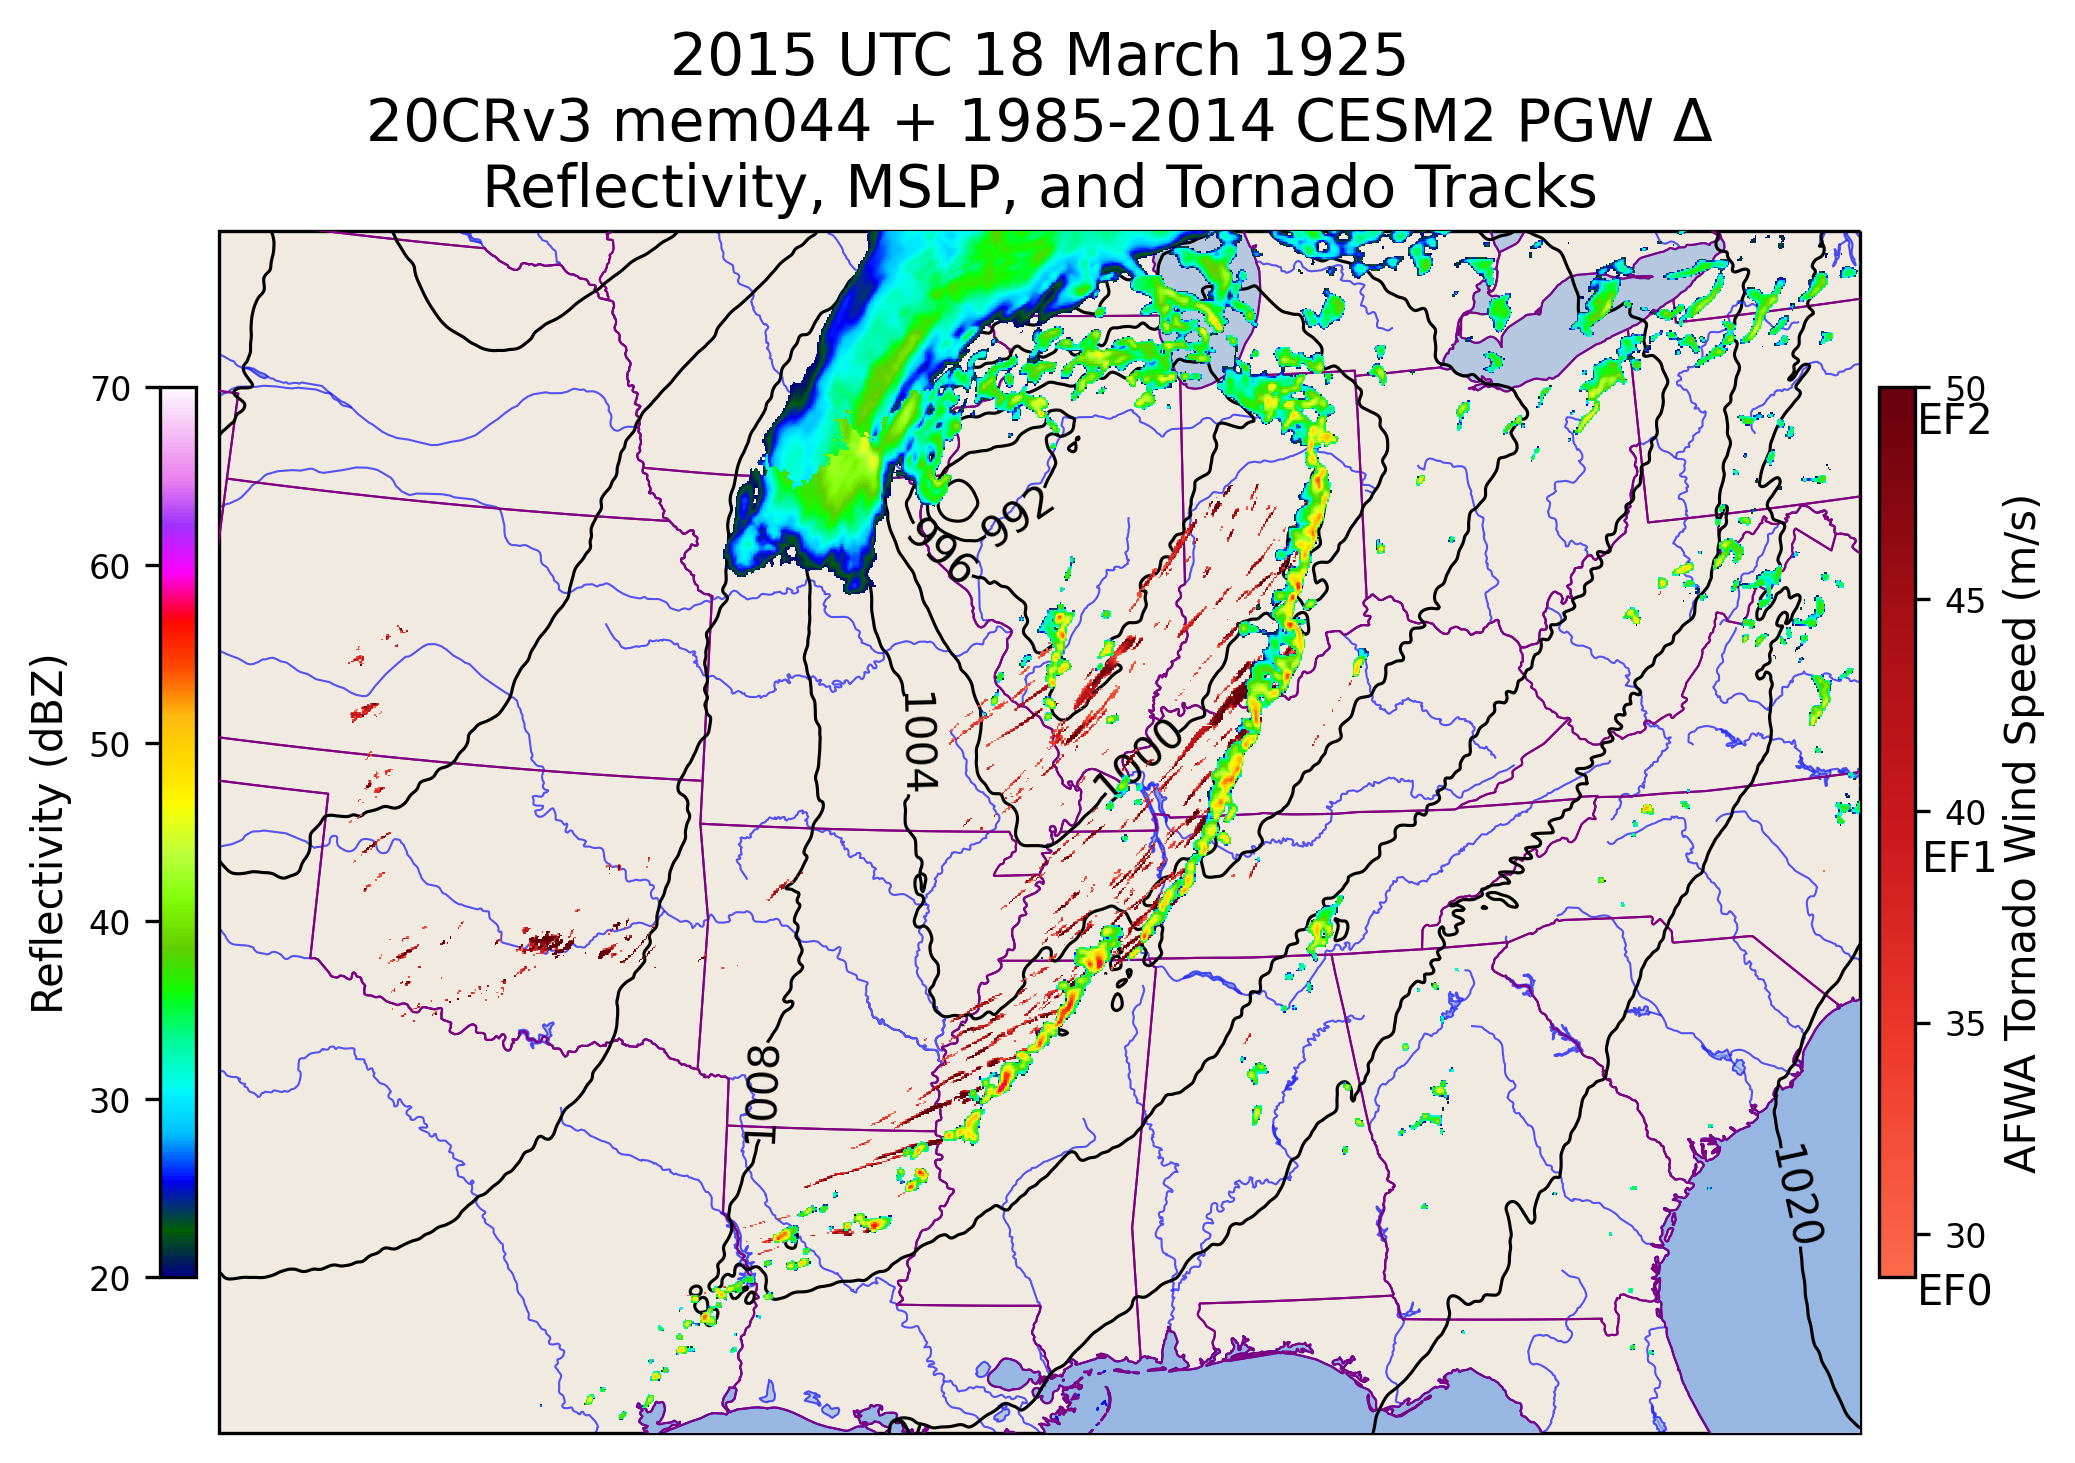 2015 UTC 18 March 1925
20CRv3 mem044 + 1985-2014 CESM2 PGW Δ
Reflectivity, MSLP, and Tornado Tracks
Reflectivity (dBZ)
70
60
50
40
30
20
992
996
1004
1000
1008
1020
50
EF2
45
40
EF1
35
30
EF0
AFWA Tornado Wind Speed (m/s)